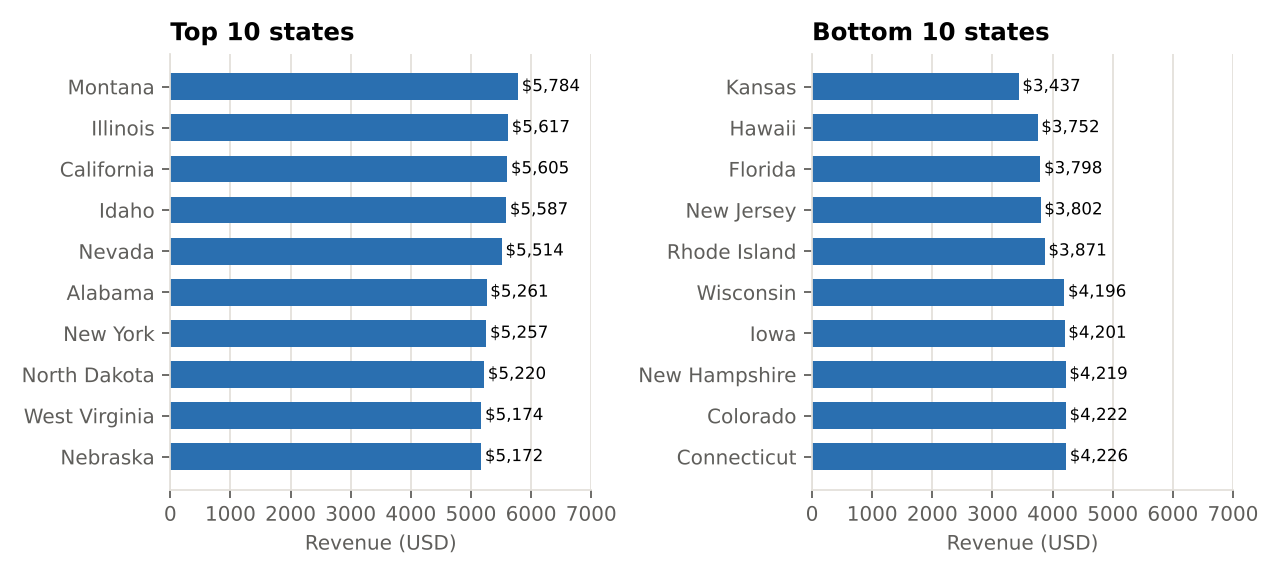 Top 10 states
Montana $5,784
Illinois $5,617
California $5,605
Idaho $5,587
Nevada $5,514
Alabama $5,261
New York $5,257
North Dakota $5,220
West Virginia $5,174
Nebraska $5,172
0 1000 2000 3000 4000 5000 6000 7000
Revenue (USD)
Bottom 10 states
Kansas $3,437
Hawaii $3,752
Florida $3,798
New Jersey $3,802
Rhode Island $3,871
Wisconsin $4,196
Iowa $4,201
New Hampshire $4,219
Colorado $4,222
Connecticut $4,226
0 1000 2000 3000 4000 5000 6000 7000
Revenue (USD)